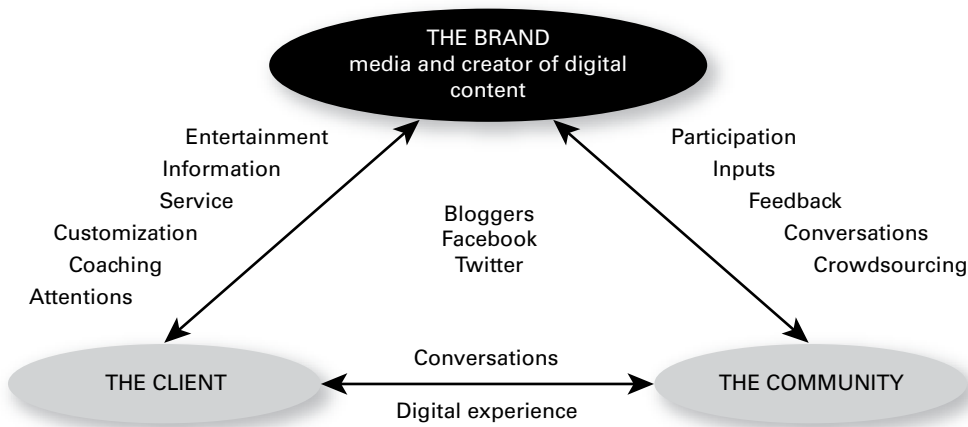 THE BRAND
media and creator of digital
content
Entertainment
Information
Service
Customization
Coaching
Attentions
Bloggers
Facebook
Twitter
Participation
Inputs
Feedback
Conversations
Crowdsourcing
THE CLIENT
Conversations
Digital experience
THE COMMUNITY